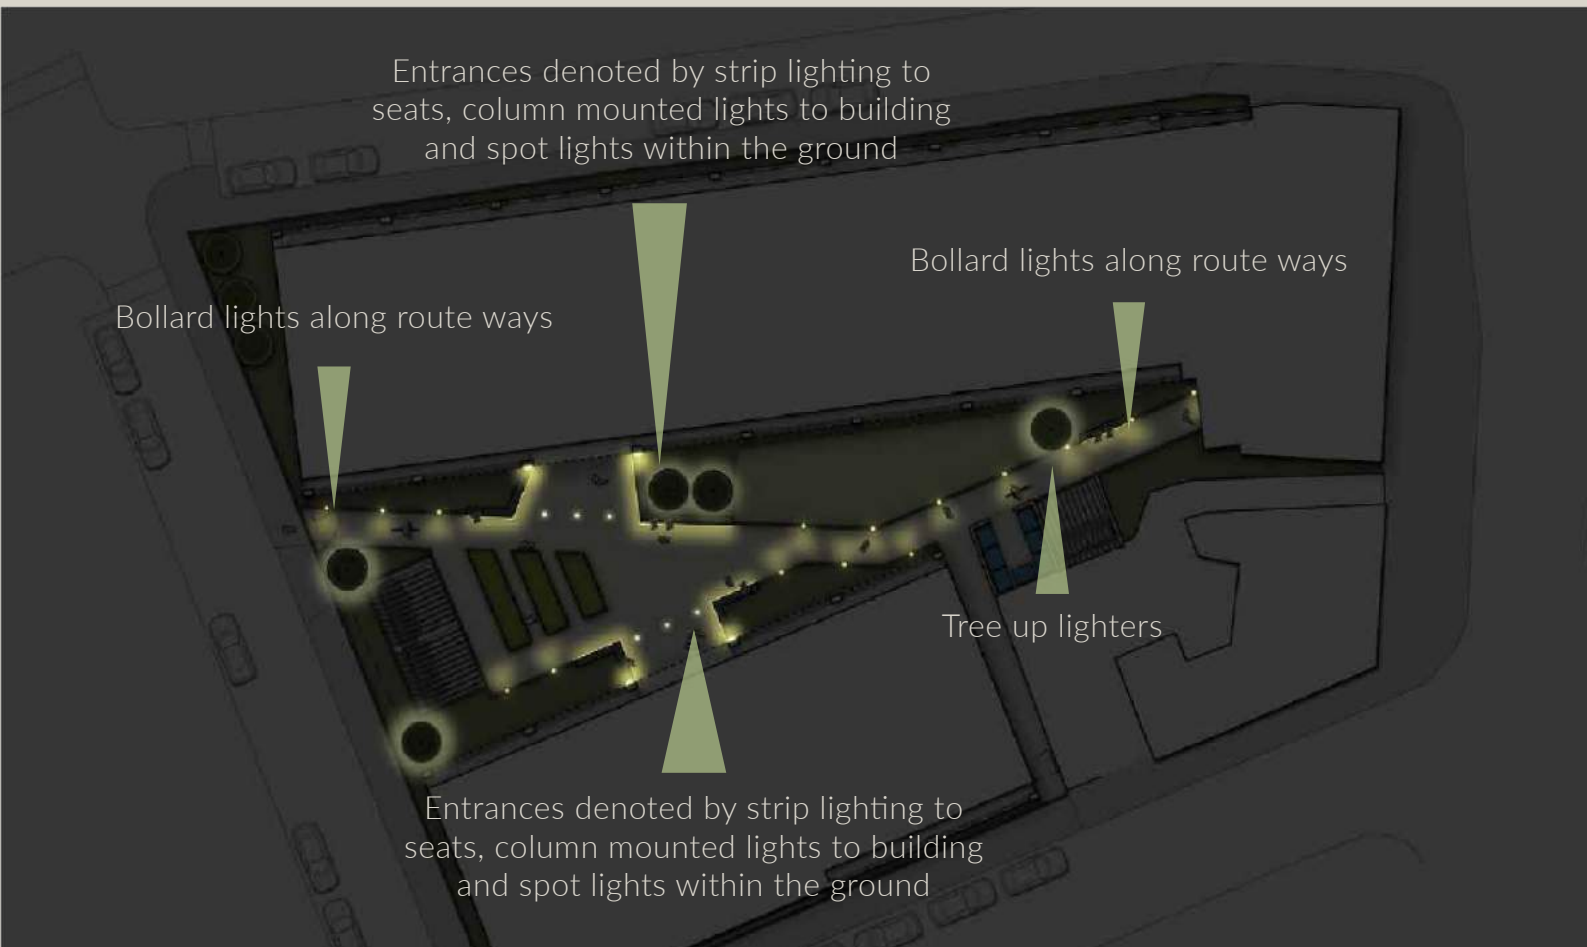 Entrances denoted by strip lighting to
seats, column mounted lights to building
and spot lights within the ground
Bollard lights along route ways
Bollard lights along route ways
Tree up lighters
Entrances denoted by strip lighting to
seats, column mounted lights to building
and spot lights within the ground